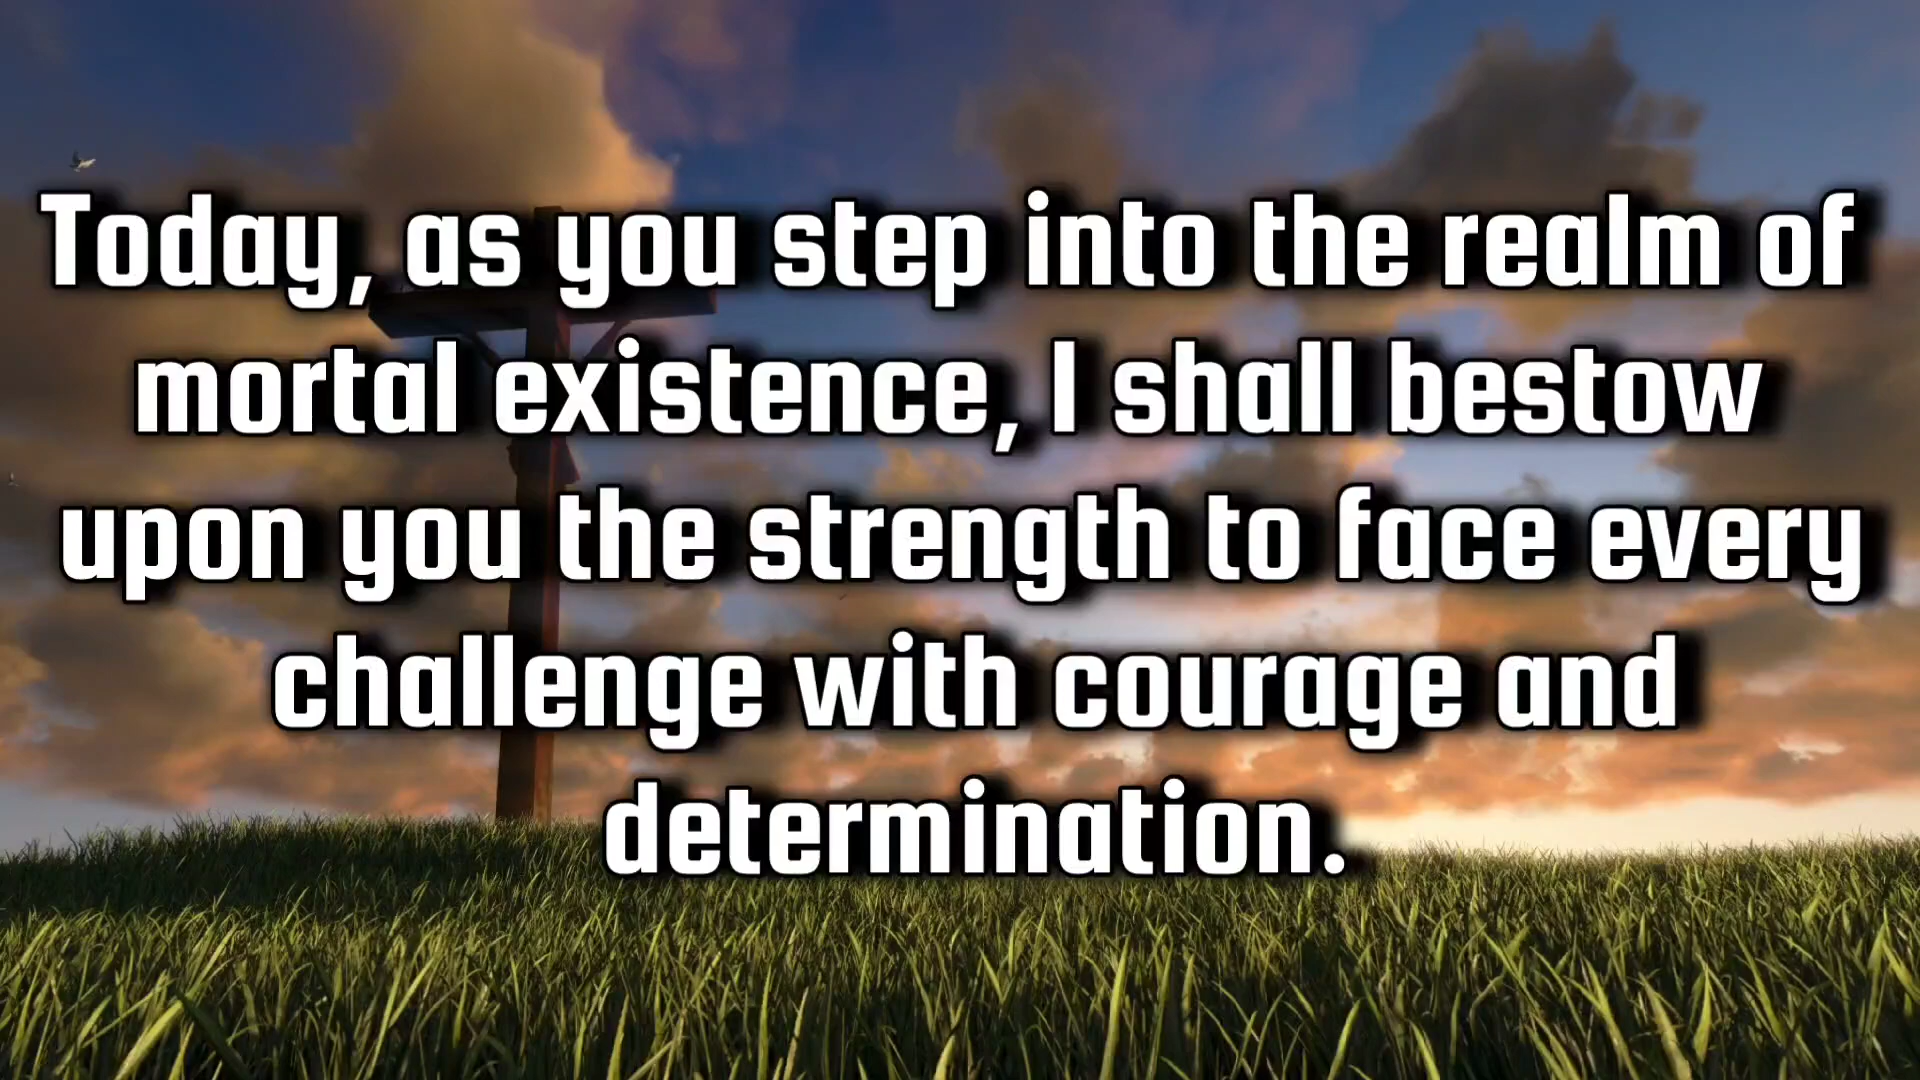 Today, as you step into the realm of
mortal existence, I shall bestow
upon you the strength to face every
challenge with courage and
determination.